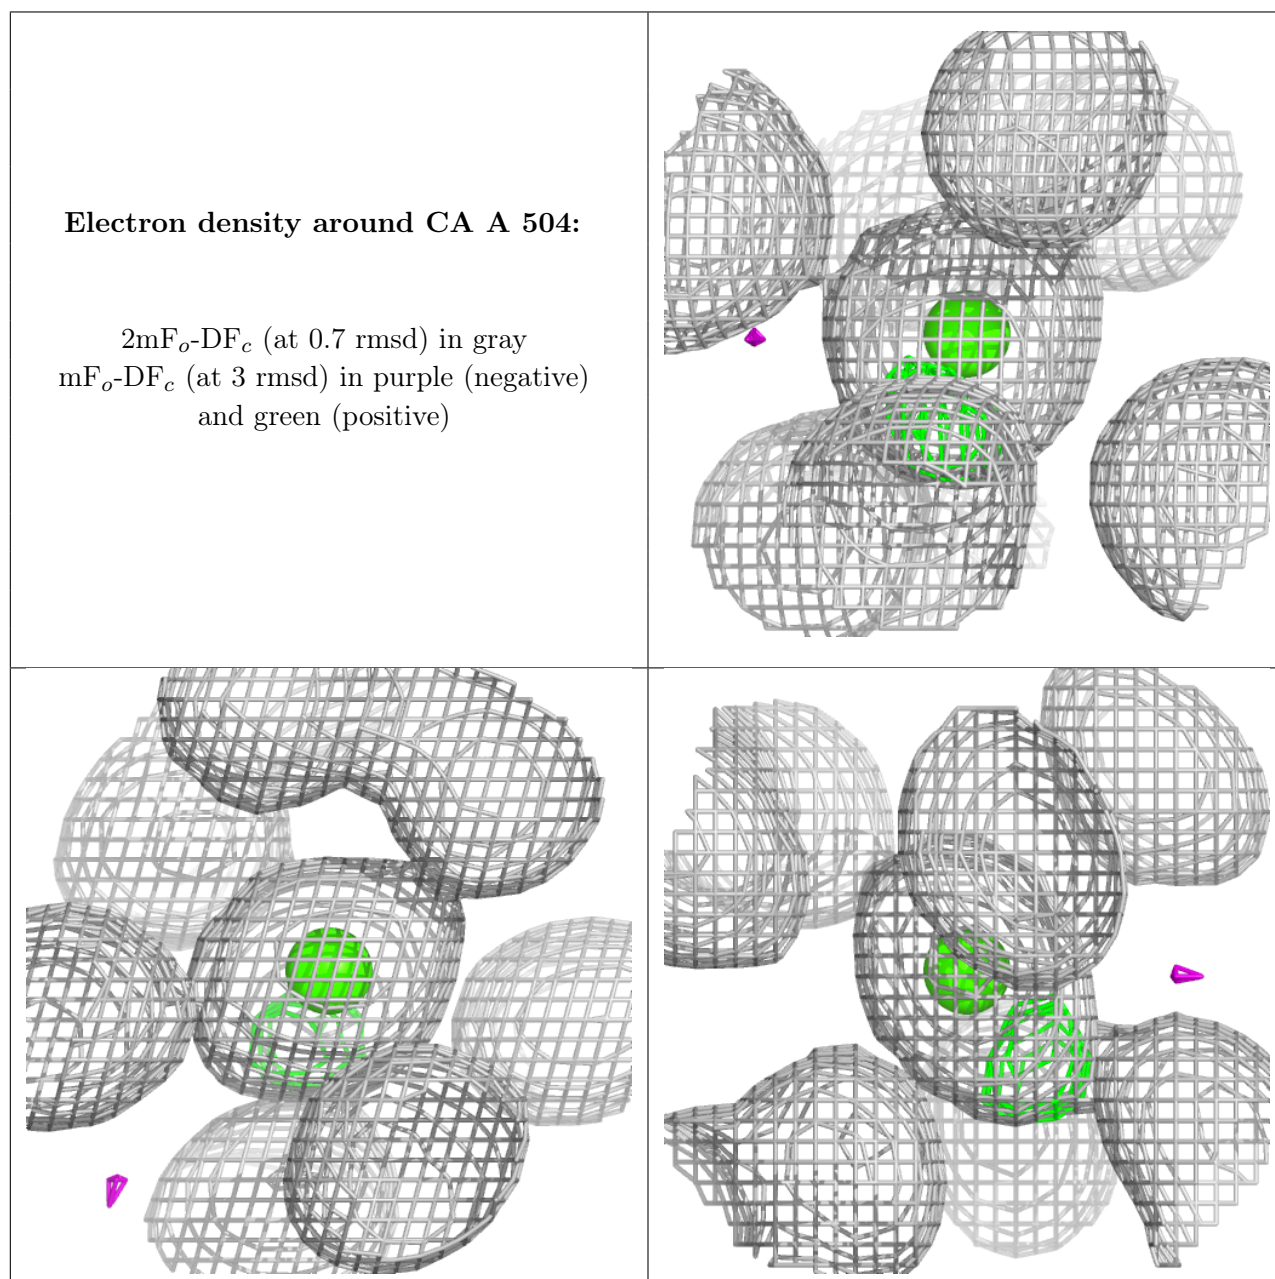 Electron density around CA A 504:
2mFo-DFc (at 0.7 rmsd) in gray
mFo-DFc (at 3 rmsd) in purple (negative)
and green (positive)